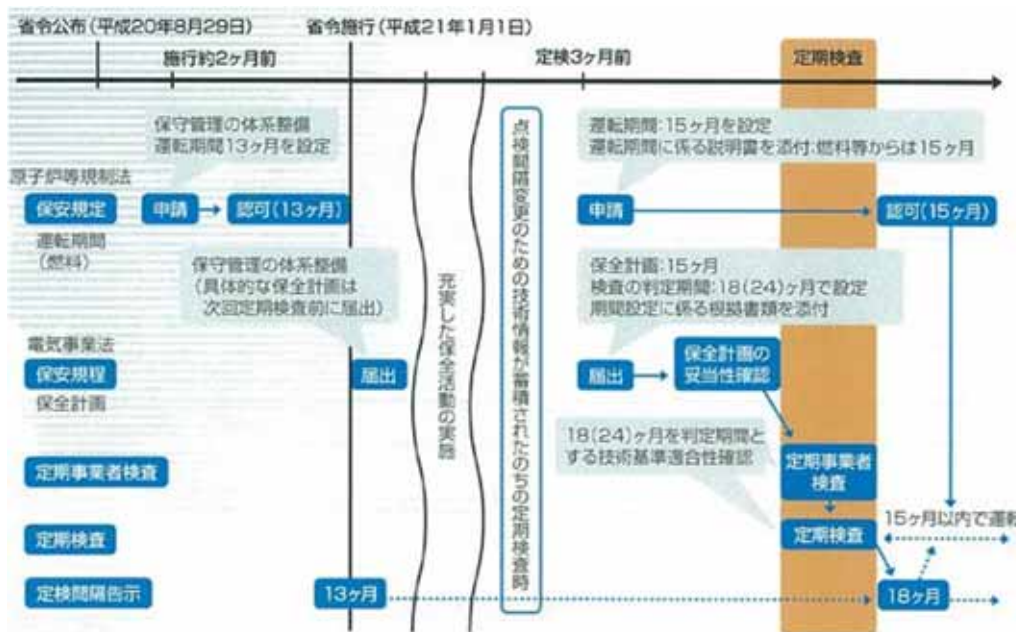 省令公布(平成20年8月29日)
省令施行(平成21年1月1日)
施行約2ヶ月前
定検3ヶ月前
定期検査
保守管理の体系整備
運転期間13ヶ月を設定
運転期間:15ヶ月を設定
運転期間に係る説明書を添付:燃料等からは15ヶ月
原子炉等規制法
保安規定
申請
認可(13ヶ月)
申請
認可(15ヶ月)
運転期間
(燃料)
保守管理の体系整備
(具体的な保全計画は
次回定期検査前に届出)
保全計画:15ヶ月
検査の判定期間:18(24)ヶ月で設定
期間設定に係る根拠書類を添付
電気事業法
保安規程
届出
届出
保全計画の
妥当性確認
保全計画
充実した保全活動の実施
点検間隔変更のための技術情報が蓄積されたのちの定期検査時
18(24)ヶ月を判定期間と
する技術基準適合性確認
定期事業者検査
定期事業者
検査
定期検査
定期検査
15ヶ月以内で運転
定検間隔告示
13ヶ月
18ヶ月